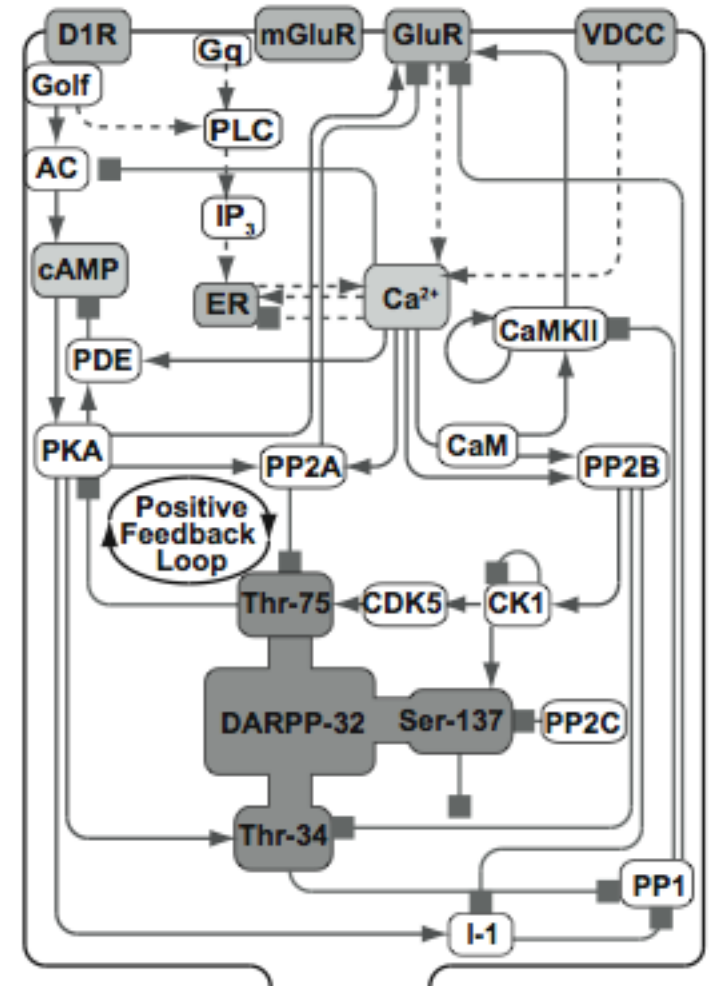 D1R
mGluR
GluR
VDCC
Gq
Golf
PLC
AC
IP3
cAMP
ER
Ca2+
CaMKII
PDE
PKA
PP2A
CaM
PP2B
Positive
Feedback
Loop
Thr-75
CDK5
CK1
DARPP-32
Ser-137
PP2C
Thr-34
PP1
I-1